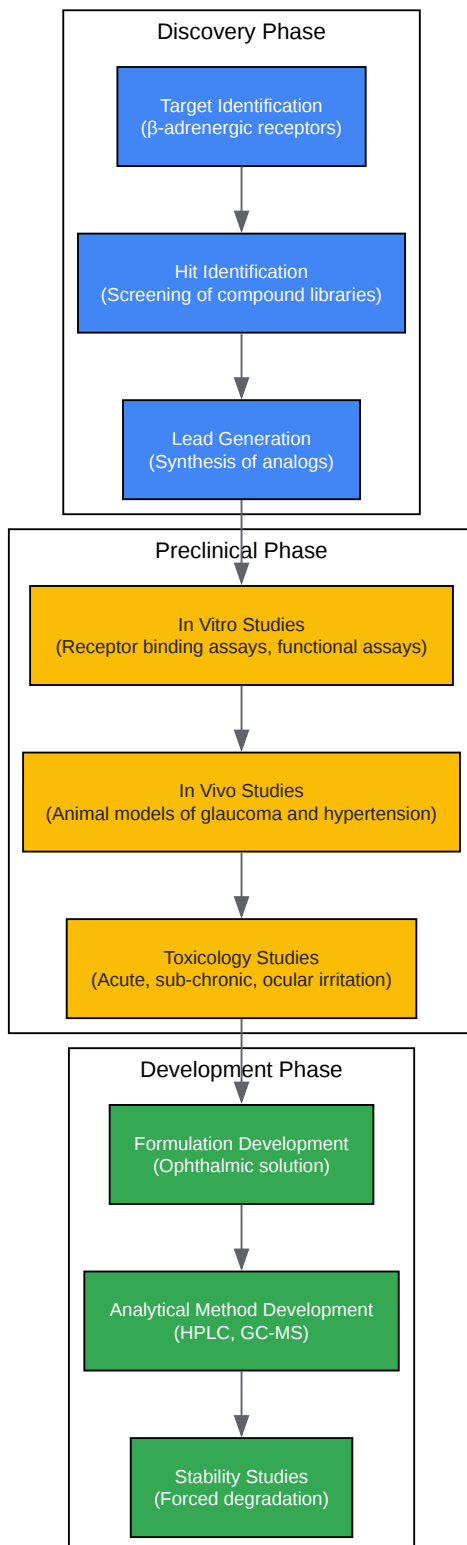 Discovery Phase
Target Identification
(β-adrenergic receptors)
Hit Identification
(Screening of compound libraries)
Lead Generation
(Synthesis of analogs)
Preclinical Phase
In Vitro Studies
(Receptor binding assays, functional assays)
In Vivo Studies
(Animal models of glaucoma and hypertension)
Toxicology Studies
(Acute, sub-chronic, ocular irritation)
Development Phase
Formulation Development
(Ophthalmic solution)
Analytical Method Development
(HPLC, GC-MS)
Stability Studies
(Forced degradation)